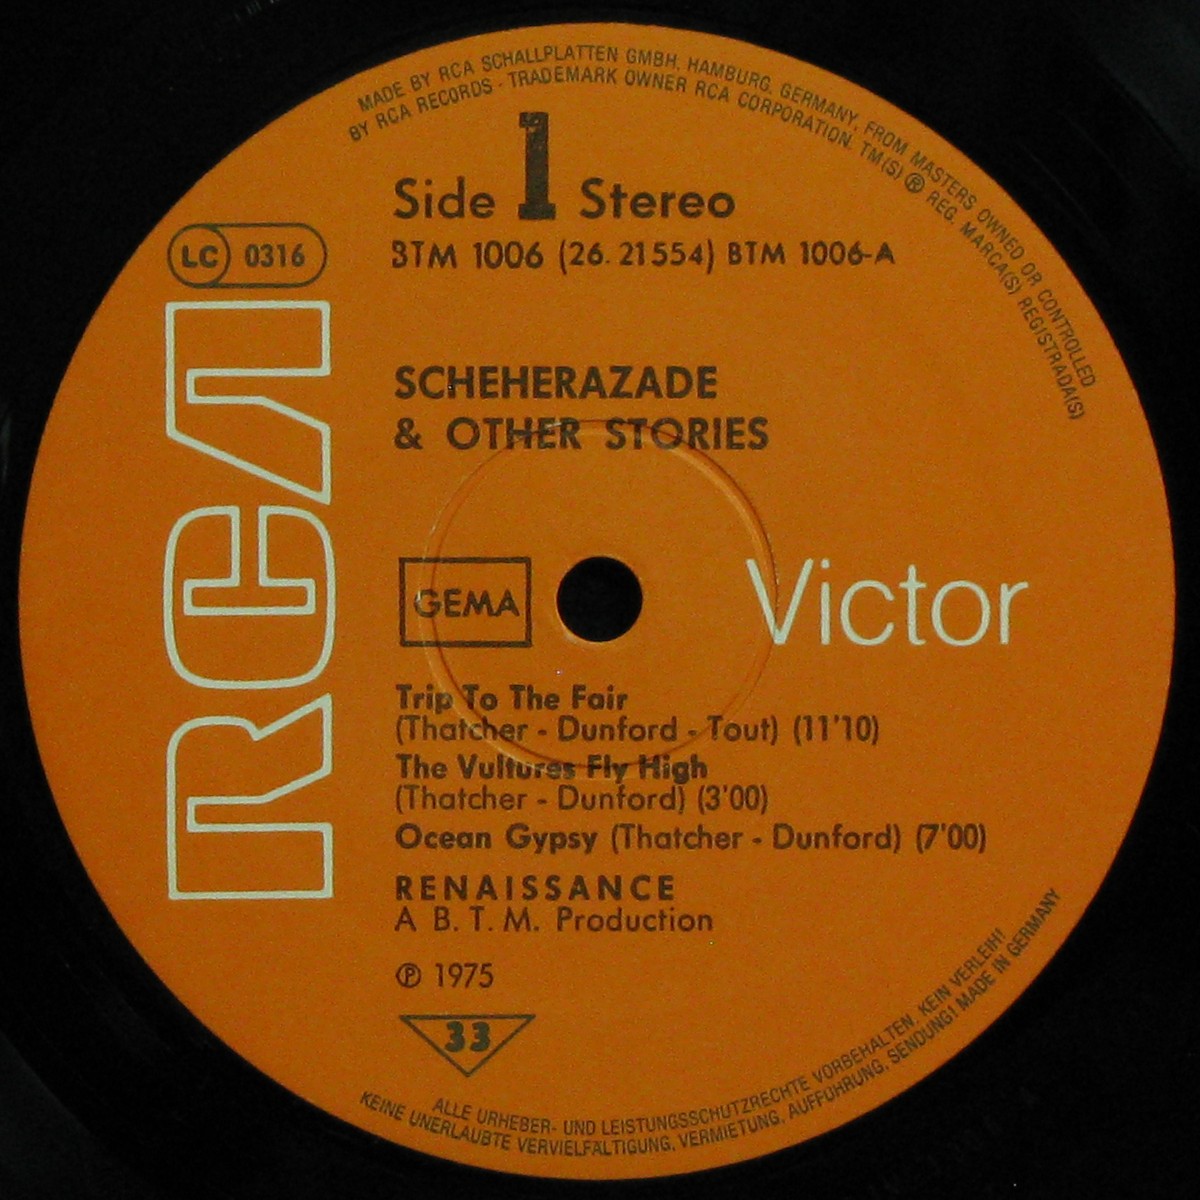 MADE BY RCA SCHALLPLATTEN GMBH, HAMBURG, GERMANY, FROM MASTERS OWNED OR CONTROLLED
BY RCA RECORDS · TRADEMARK OWNER RCA CORPORATION. TM(S) ® REG. MARCA(S) REGISTRADA(S)
Side 1 Stereo
LC 0316
BTM 1006 (26.21554) BTM 1006-A
RCA
SCHEHERAZADE
& OTHER STORIES
GEMA
Victor
Trip To The Fair
(Thatcher - Dunford - Tout) (11'10)
The Vultures Fly High
(Thatcher - Dunford) (3'00)
Ocean Gypsy (Thatcher - Dunford) (7'00)
RENAISSANCE
A B.T.M. Production
℗ 1975
33
ALLE URHEBER- UND LEISTUNGSSCHUTZRECHTE VORBEHALTEN. KEIN VERLEIH!
KEINE UNERLAUBTE VERVIELFÄLTIGUNG, VERMIETUNG, AUFFÜHRUNG, SENDUNG! MADE IN GERMANY